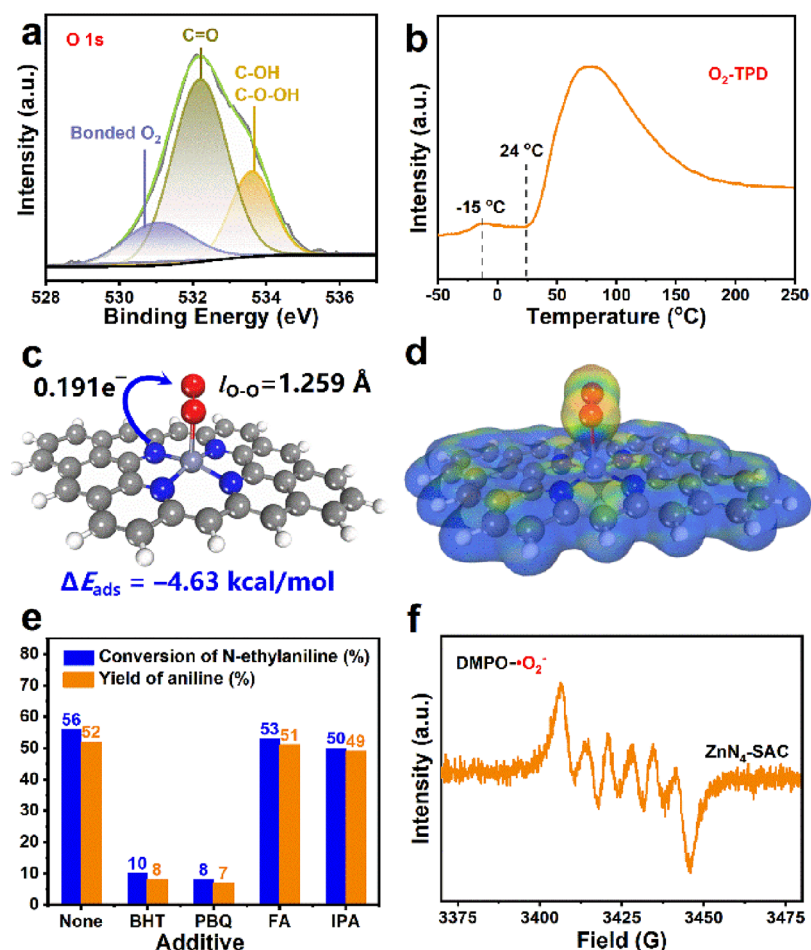 a
O 1s
C=O
C-OH
C-O-OH
Bonded O₂
Intensity (a.u.)
528 530 532 534 536
Binding Energy (eV)
b
O₂-TPD
24 °C
-15 °C
Intensity (a.u.)
-50 0 50 100 150 200 250
Temperature (°C)
c
0.191e⁻
lO-O=1.259 Å
ΔEads = −4.63 kcal/mol
d
e
Conversion of N-ethylaniline (%)
Yield of aniline (%)
80
70
60
50
40
30
20
10
0
56 52
10 8
8 7
53 51
50 49
None BHT PBQ FA IPA
Additive
f
DMPO-•O₂⁻
ZnN₄-SAC
Intensity (a.u.)
3375 3400 3425 3450 3475
Field (G)